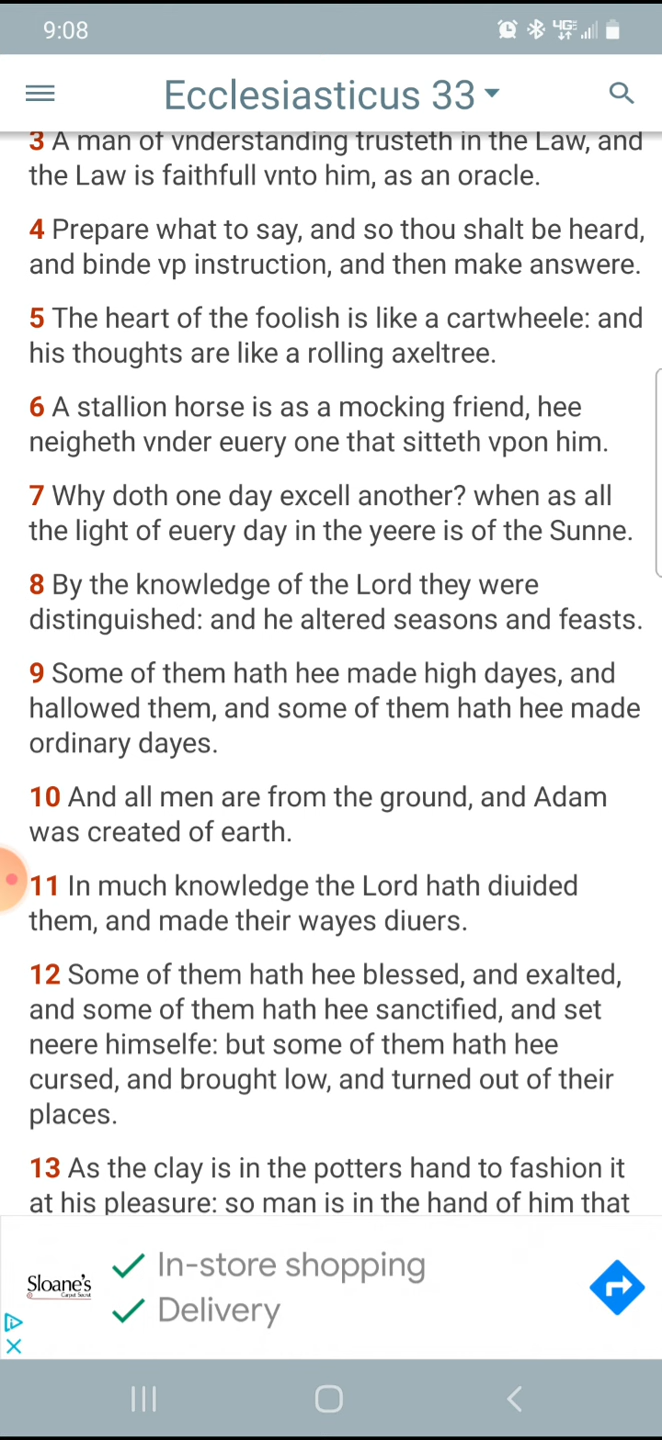 9:08
4GE
Ecclesiasticus 33
3 A man of vnderstanding trusteth in the Law, and
the Law is faithfull vnto him, as an oracle.
4 Prepare what to say, and so thou shalt be heard,
and binde vp instruction, and then make answere.
5 The heart of the foolish is like a cartwheele: and
his thoughts are like a rolling axeltree.
6 A stallion horse is as a mocking friend, hee
neigheth vnder euery one that sitteth vpon him.
7 Why doth one day excell another? when as all
the light of euery day in the yeere is of the Sunne.
8 By the knowledge of the Lord they were
distinguished: and he altered seasons and feasts.
9 Some of them hath hee made high dayes, and
hallowed them, and some of them hath hee made
ordinary dayes.
10 And all men are from the ground, and Adam
was created of earth.
11 In much knowledge the Lord hath diuided
them, and made their wayes diuers.
12 Some of them hath hee blessed, and exalted,
and some of them hath hee sanctified, and set
neere himselfe: but some of them hath hee
cursed, and brought low, and turned out of their
places.
13 As the clay is in the potters hand to fashion it
at his pleasure: so man is in the hand of him that
Sloane's
In-store shopping
Delivery